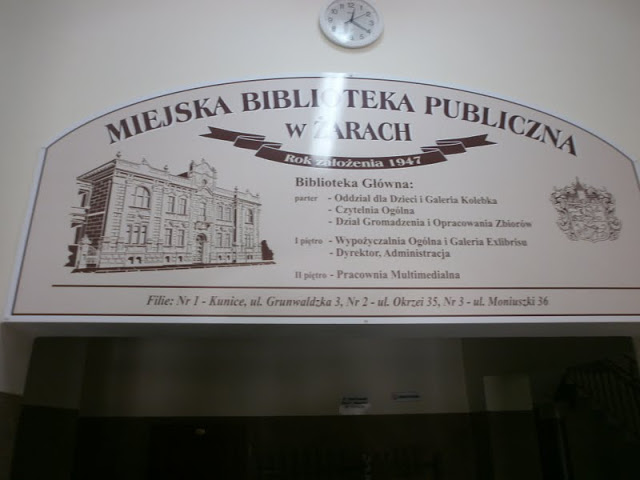 MIEJSKA BIBLIOTEKA PUBLICZNA
W ŻARACH
Rok założenia 1947
Biblioteka Główna:
parter - Oddział dla Dzieci i Galeria Kolebka
- Czytelnia Ogólna
- Dział Gromadzenia i Opracowania Zbiorów
I piętro - Wypożyczalnia Ogólna i Galeria Exlibrisu
- Dyrektor, Administracja
II piętro - Pracownia Multimedialna
Filie: Nr 1 - Kunice, ul. Grunwaldzka 3, Nr 2 - ul. Okrzei 35, Nr 3 - ul. Moniuszki 36